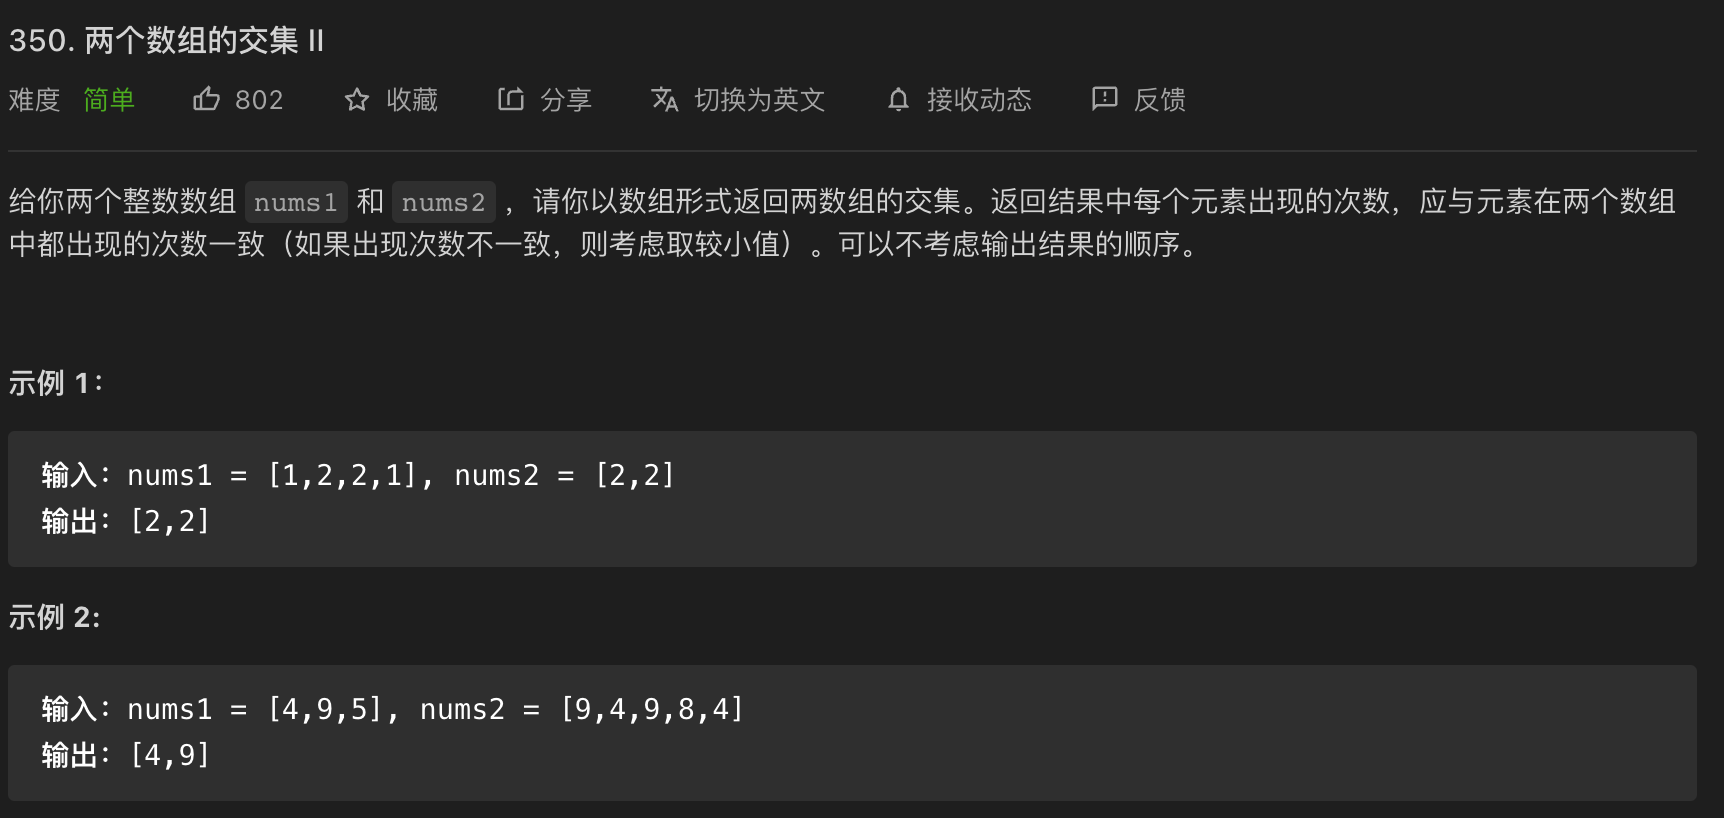 350. 两个数组的交集 II
难度 简单 802 收藏 分享 切换为英文 接收动态 反馈
给你两个整数数组 nums1 和 nums2 ，请你以数组形式返回两数组的交集。返回结果中每个元素出现的次数，应与元素在两个数组
中都出现的次数一致（如果出现次数不一致，则考虑取较小值）。可以不考虑输出结果的顺序。
示例 1：
输入：nums1 = [1,2,2,1], nums2 = [2,2]
输出：[2,2]
示例 2:
输入：nums1 = [4,9,5], nums2 = [9,4,9,8,4]
输出：[4,9]